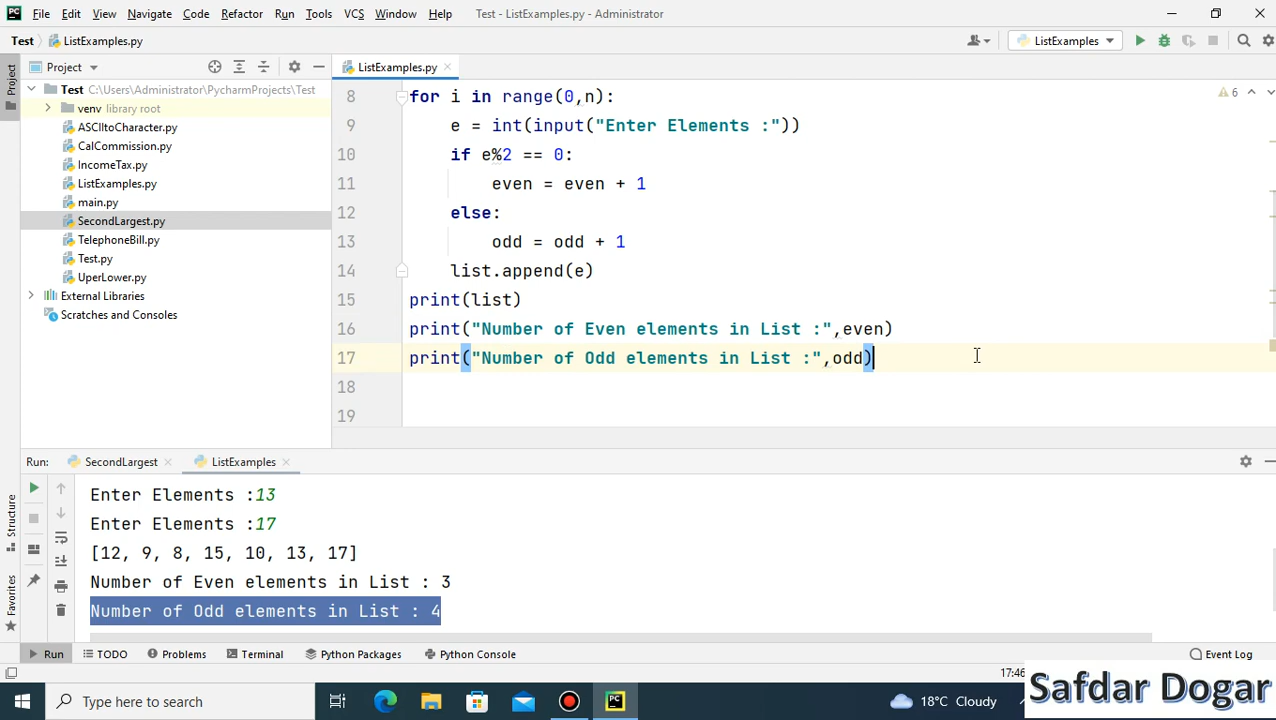 PC File Edit View Navigate Code Refactor Run Tools VCS Window Help Test - ListExamples.py - Administrator
Test ListExamples.py ListExamples
Project Project ListExamples.py
Test C:\Users\Administrator\PycharmProjects\Test
venv library root
ASCIItoCharacter.py
CalCommission.py
IncomeTax.py
ListExamples.py
main.py
SecondLargest.py
TelephoneBill.py
Test.py
UperLower.py
External Libraries
Scratches and Consoles
6
8 for i in range(0,n):
9 e = int(input("Enter Elements :"))
10 if e%2 == 0:
11 even = even + 1
12 else:
13 odd = odd + 1
14 list.append(e)
15 print(list)
16 print("Number of Even elements in List :",even)
17 print("Number of Odd elements in List :",odd)
18
19
Run: SecondLargest ListExamples
Structure
Favorites
Enter Elements :13
Enter Elements :17
[12, 9, 8, 15, 10, 13, 17]
Number of Even elements in List : 3
Number of Odd elements in List : 4
Run TODO Problems Terminal Python Packages Python Console Event Log
17:46
Safdar Dogar
Type here to search PC 18°C Cloudy